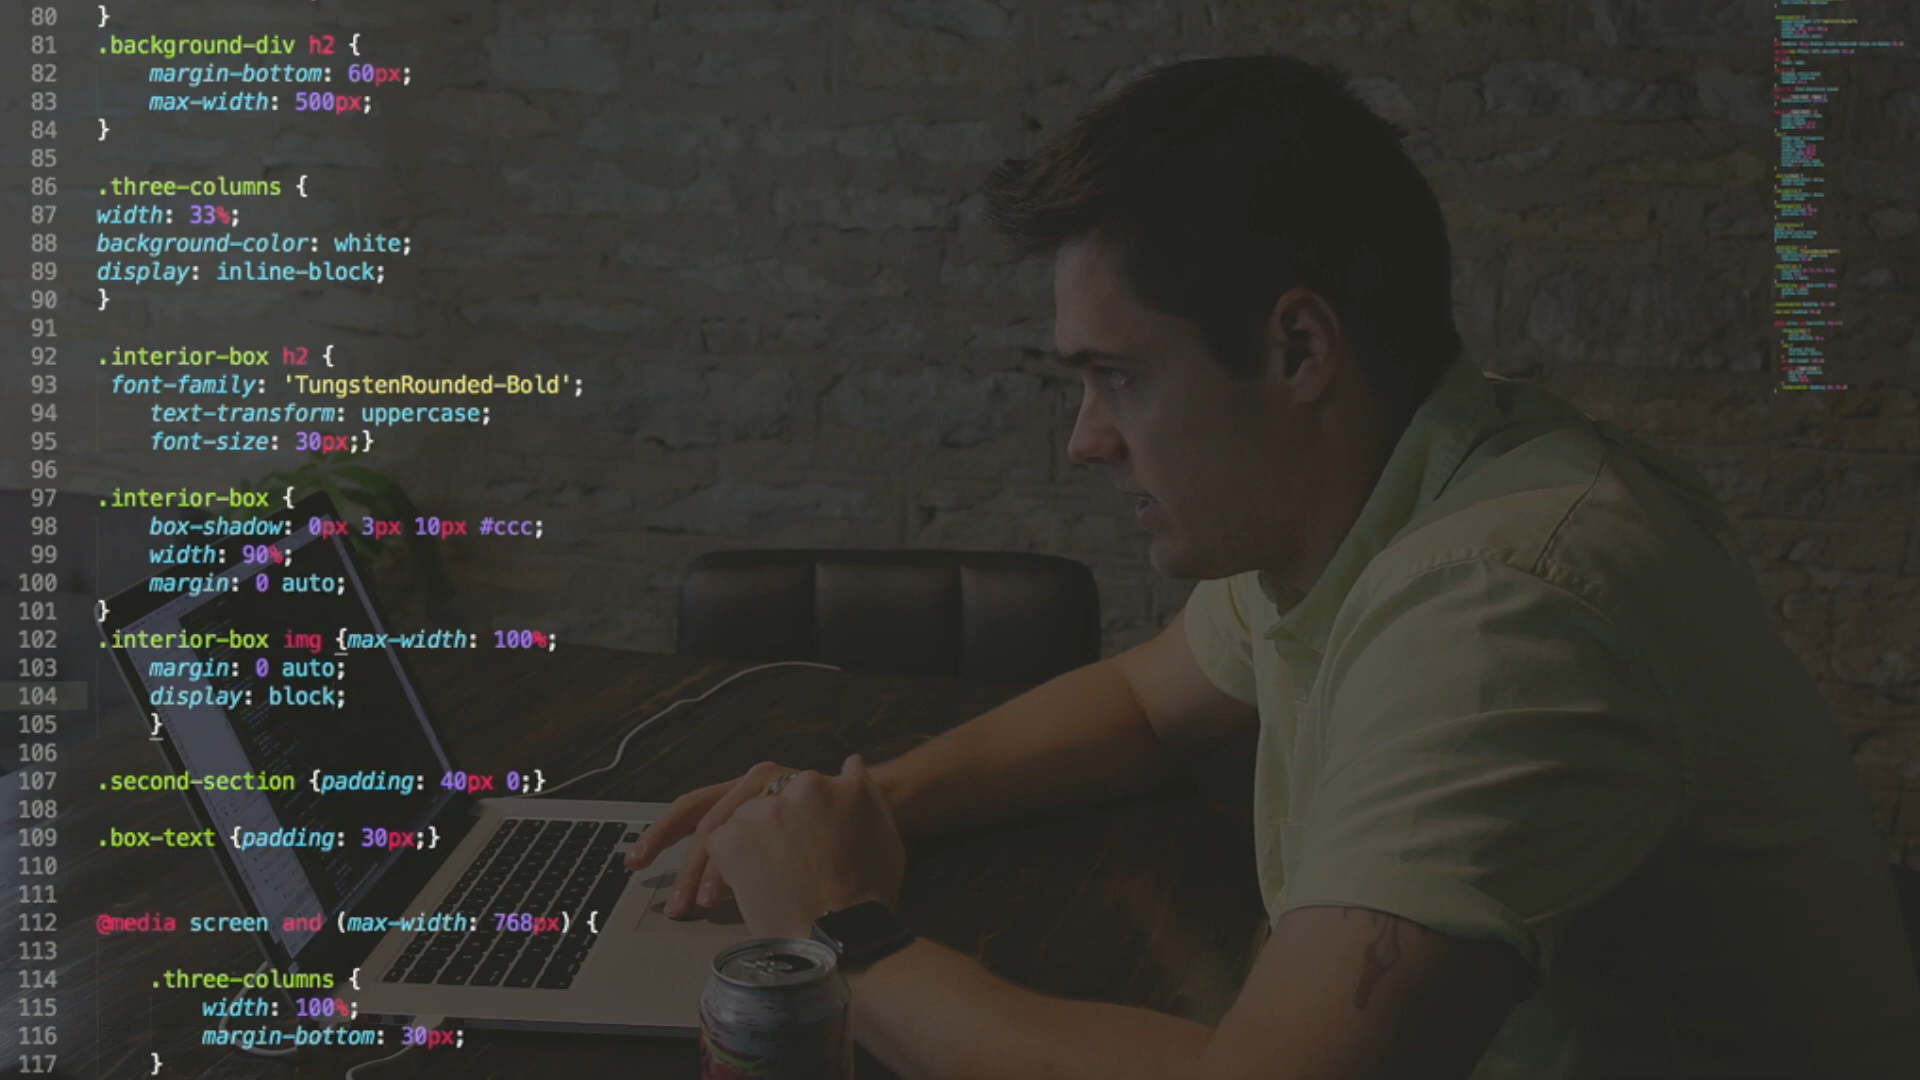 80 }
81 .background-div h2 {
82 margin-bottom: 60px;
83 max-width: 500px;
84 }
85
86 .three-columns {
87 width: 33%;
88 background-color: white;
89 display: inline-block;
90 }
91
92 .interior-box h2 {
93 font-family: 'TungstenRounded-Bold';
94 text-transform: uppercase;
95 font-size: 30px;}
96
97 .interior-box {
98 box-shadow: 0px 3px 10px #ccc;
99 width: 90%;
100 margin: 0 auto;
101 }
102 .interior-box img {max-width: 100%;
103 margin: 0 auto;
104 display: block;
105 }
106
107 .second-section {padding: 40px 0;}
108
109 .box-text {padding: 30px;}
110
111
112 @media screen and (max-width: 768px) {
113
114 .three-columns {
115 width: 100%;
116 margin-bottom: 30px;
117 }